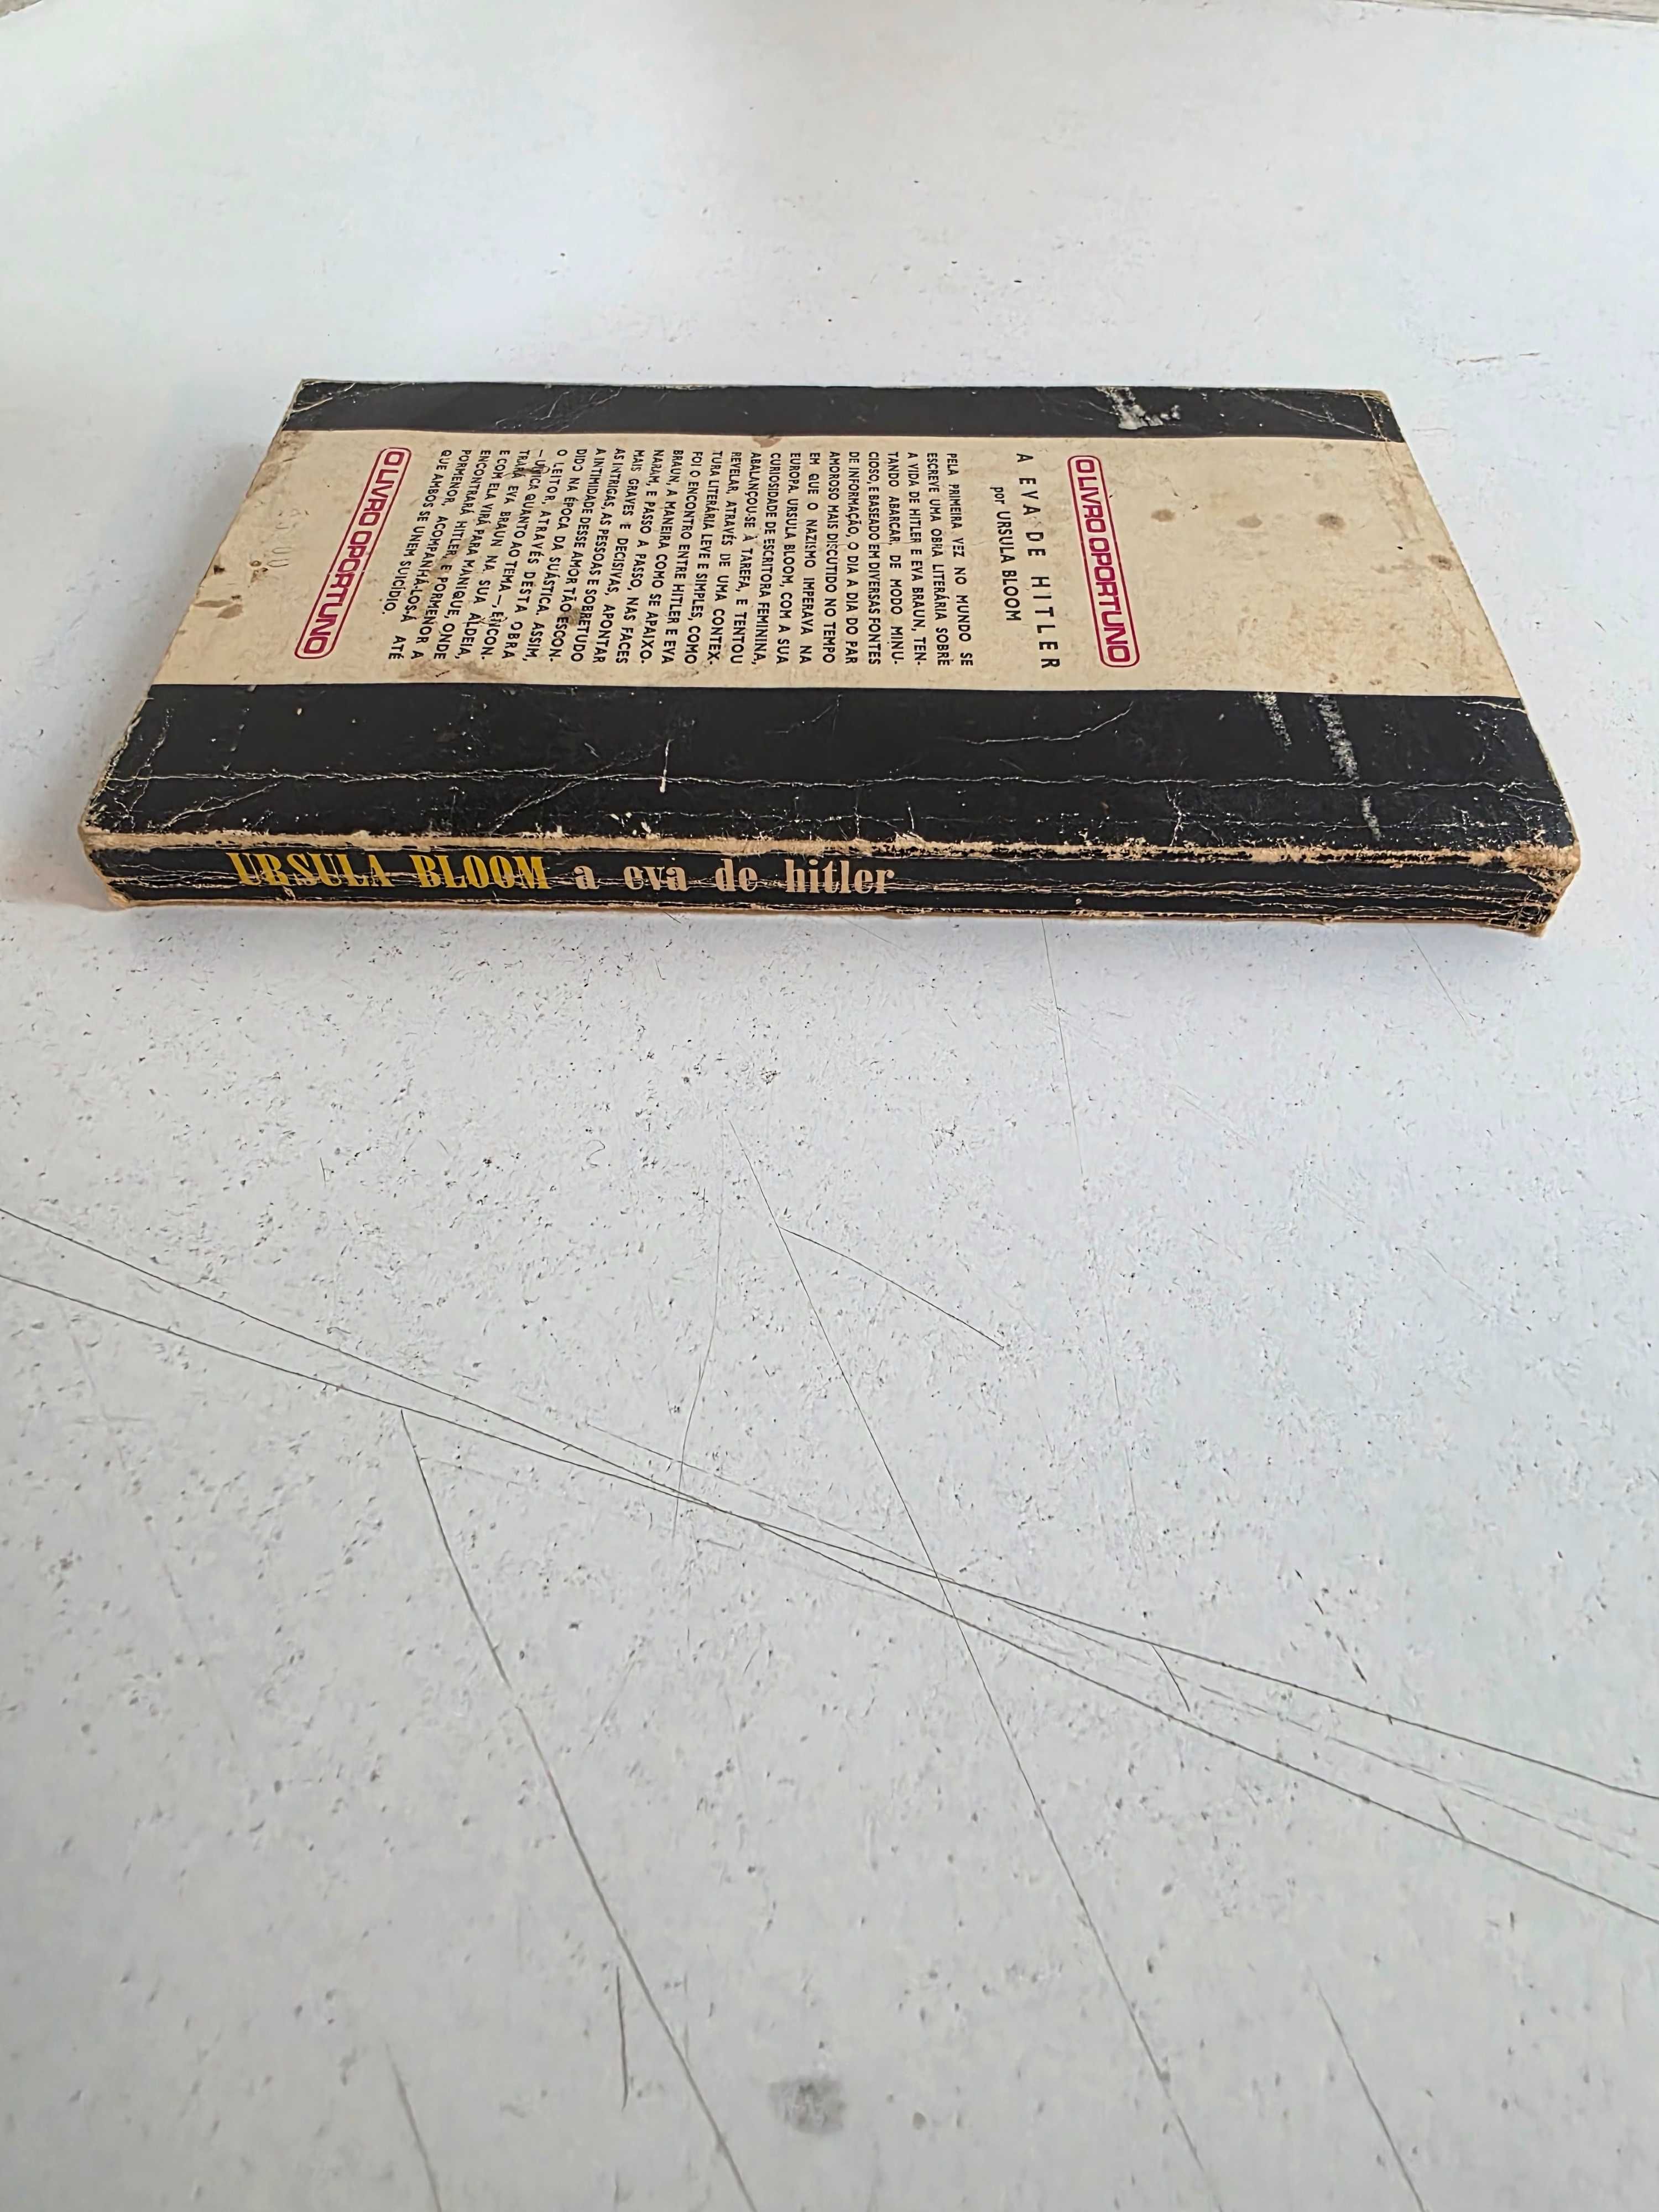 O LIVRO OPORTUNO
A EVA DE HITLER
por URSULA BLOOM
PELA PRIMEIRA VEZ NO MUNDO SE
ESCREVE UMA OBRA LITERÁRIA SOBRE
A VIDA DE HITLER E EVA BRAUN, TEN-
TANDO ABARCAR, DE MODO MINU-
CIOSO, E BASEADO EM DIVERSAS FONTES
DE INFORMAÇÃO, O DIA A DIA DO PAR
AMOROSO MAIS DISCUTIDO NO TEMPO
EM QUE O NAZISMO IMPERAVA NA
EUROPA. URSULA BLOOM, COM A SUA
CURIOSIDADE DE ESCRITORA FEMININA,
ABALANÇOU-SE À TAREFA, E TENTOU
REVELAR, ATRAVÉS DE UMA CONTEX-
TURA LITERÁRIA LEVE E SIMPLES, COMO
FOI O ENCONTRO ENTRE HITLER E EVA
BRAUN, A MANEIRA COMO SE APAIXO-
NARAM, E PASSO A PASSO, NAS FACES
MAIS GRAVES E DECISIVAS, APONTAR
AS INTRIGAS, AS PESSOAS E SOBRETUDO
A INTIMIDADE DESSE AMOR TÃO ESCON-
DIDO NA ÉPOCA DA SUÁSTICA. ASSIM,
O LEITOR, ATRAVÉS DESTA OBRA
— ÚNICA QUANTO AO TEMA —, ENCON-
TRARÁ EVA BRAUN NA SUA ALDEIA,
E COM ELA VIRÁ PARA MANIQUE, ONDE
ENCONTRARÁ HITLER, E PORMENOR A
PORMENOR, ACOMPANHÁ-LOS-Á ATÉ
QUE AMBOS SE UNEM SUICÍDIO.
O LIVRO OPORTUNO
URSULA BLOOM a eva de hitler